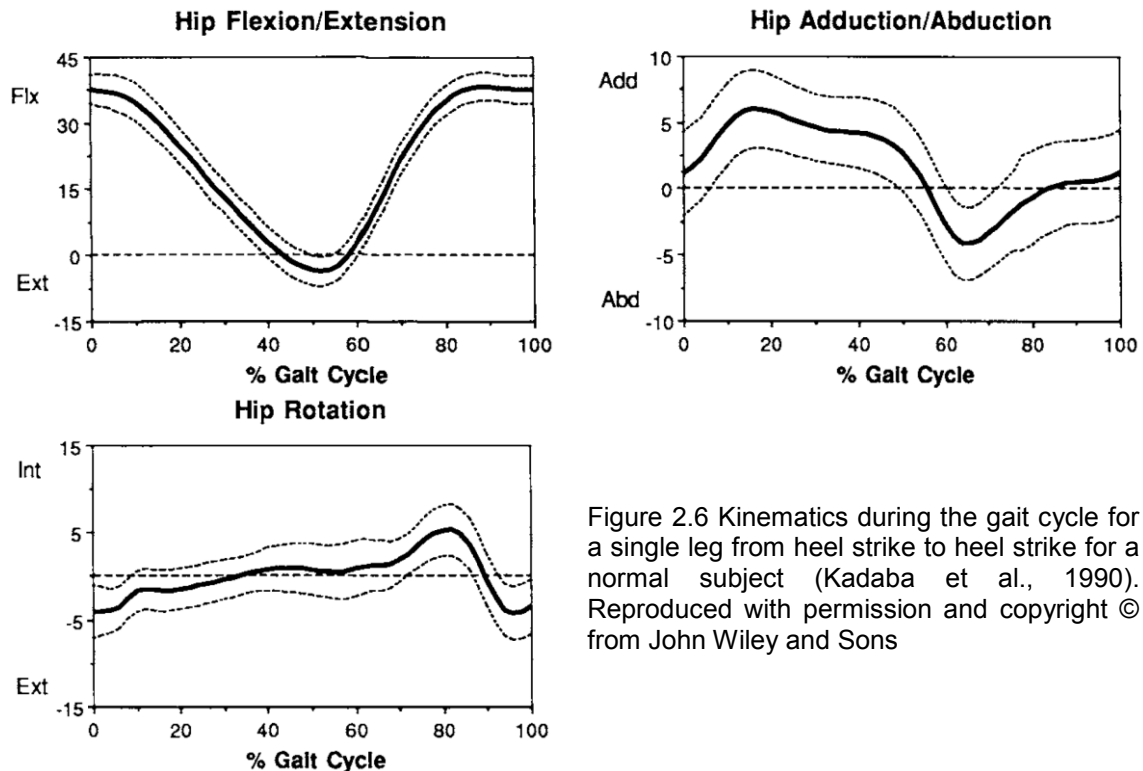 Hip Flexion/Extension
45
Flx
30
15
0
Ext
-15
0 20 40 60 80 100
% Gait Cycle
Hip Adduction/Abduction
10
Add
5
0
-5
Abd
-10
0 20 40 60 80 100
% Gait Cycle
Hip Rotation
15
Int
5
0
-5
Ext
-15
0 20 40 60 80 100
% Gait Cycle
Figure 2.6 Kinematics during the gait cycle for
a single leg from heel strike to heel strike for a
normal subject (Kadaba et al., 1990).
Reproduced with permission and copyright ©
from John Wiley and Sons